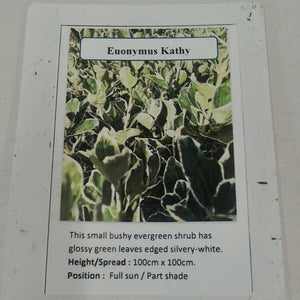 Euonymus Kathy
This small bushy evergreen shrub has
glossy green leaves edged silvery-white.
Height/Spread : 100cm x 100cm.
Position : Full sun / Part shade